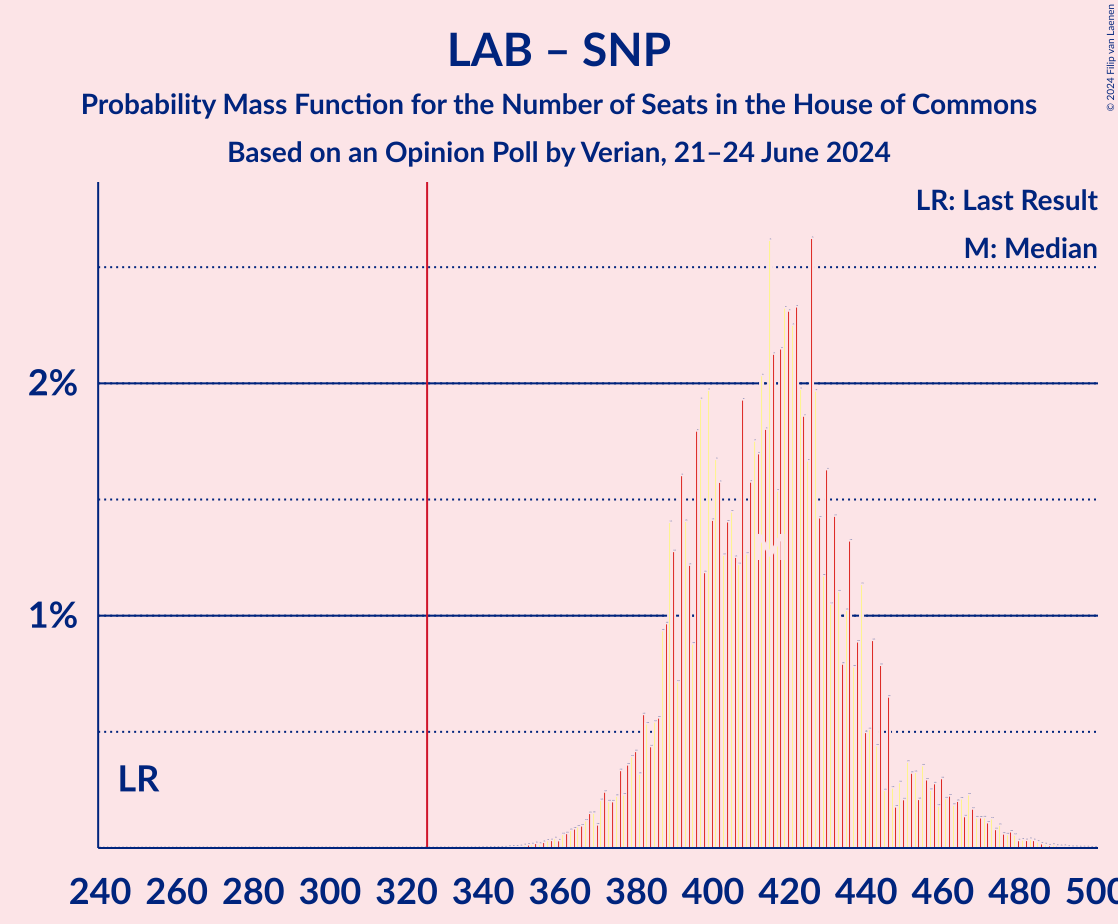 LAB – SNP
Probability Mass Function for the Number of Seats in the House of Commons
Based on an Opinion Poll by Verian, 21–24 June 2024
© 2024 Filip van Laenen
LR: Last Result
M: Median
2%
1%
LR
240 260 280 300 320 340 360 380 400 420 440 460 480 500